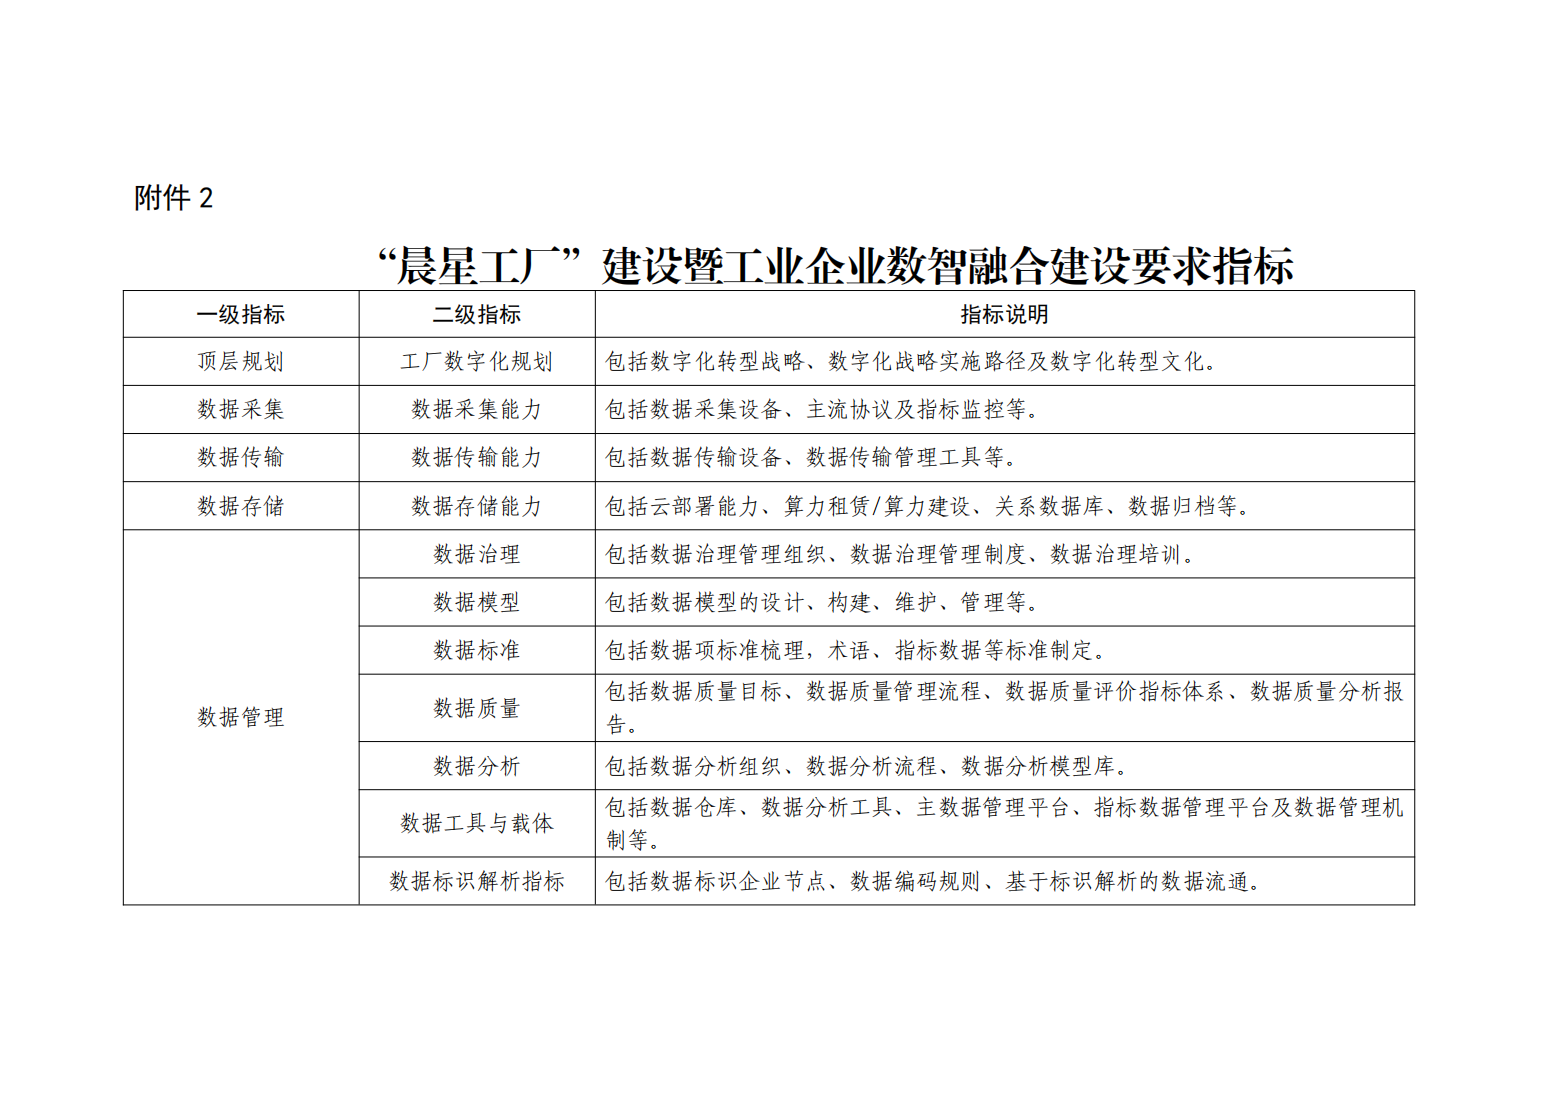 附件 2
“晨星工厂”建设暨工业企业数智融合建设要求指标
一级指标 二级指标 指标说明
顶层规划 工厂数字化规划 包括数字化转型战略、数字化战略实施路径及数字化转型文化。
数据采集 数据采集能力 包括数据采集设备、主流协议及指标监控等。
数据传输 数据传输能力 包括数据传输设备、数据传输管理工具等。
数据存储 数据存储能力 包括云部署能力、算力租赁/算力建设、关系数据库、数据归档等。
数据管理
数据治理 包括数据治理管理组织、数据治理管理制度、数据治理培训。
数据模型 包括数据模型的设计、构建、维护、管理等。
数据标准 包括数据项标准梳理，术语、指标数据等标准制定。
数据质量 包括数据质量目标、数据质量管理流程、数据质量评价指标体系、数据质量分析报
告。
数据分析 包括数据分析组织、数据分析流程、数据分析模型库。
数据工具与载体 包括数据仓库、数据分析工具、主数据管理平台、指标数据管理平台及数据管理机
制等。
数据标识解析指标 包括数据标识企业节点、数据编码规则、基于标识解析的数据流通。